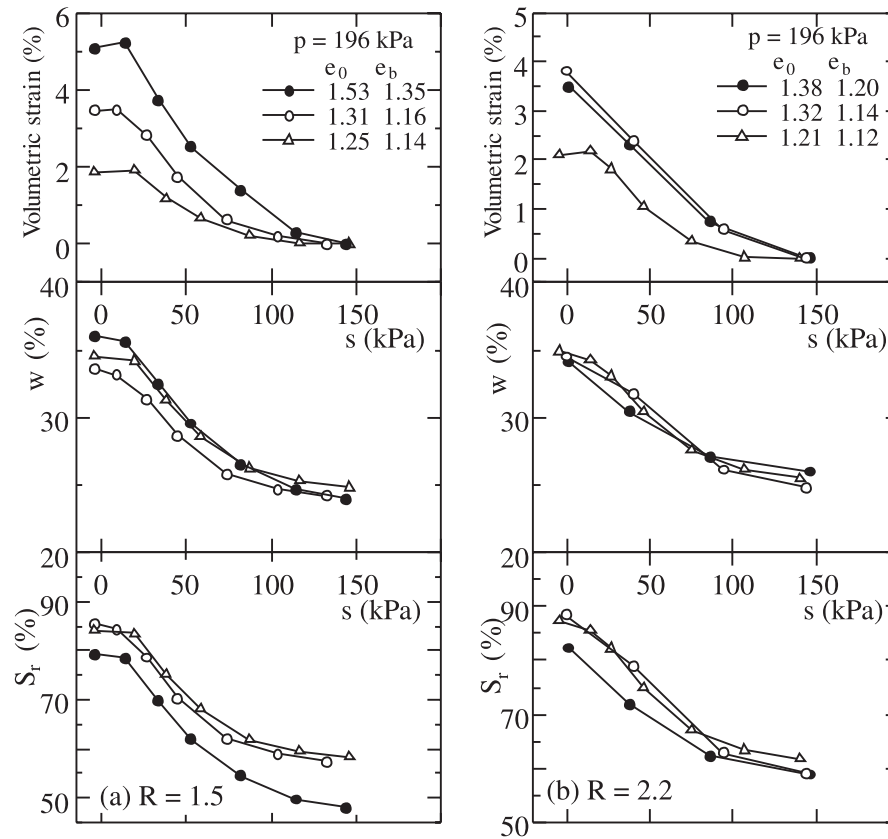 6
4
2
0
Volumetric strain (%)
p = 196 kPa
e0 eb
1.53 1.35
1.31 1.16
1.25 1.14
40
30
20
w (%)
0 50 100 150
s (kPa)
0 50 100 150
s (kPa)
90
70
50
Sr (%)
(a) R = 1.5
5
4
3
2
1
0
Volumetric strain (%)
p = 196 kPa
e0 eb
1.38 1.20
1.32 1.14
1.21 1.12
40
30
20
w (%)
0 50 100 150
s (kPa)
0 50 100 150
s (kPa)
90
70
50
Sr (%)
(b) R = 2.2